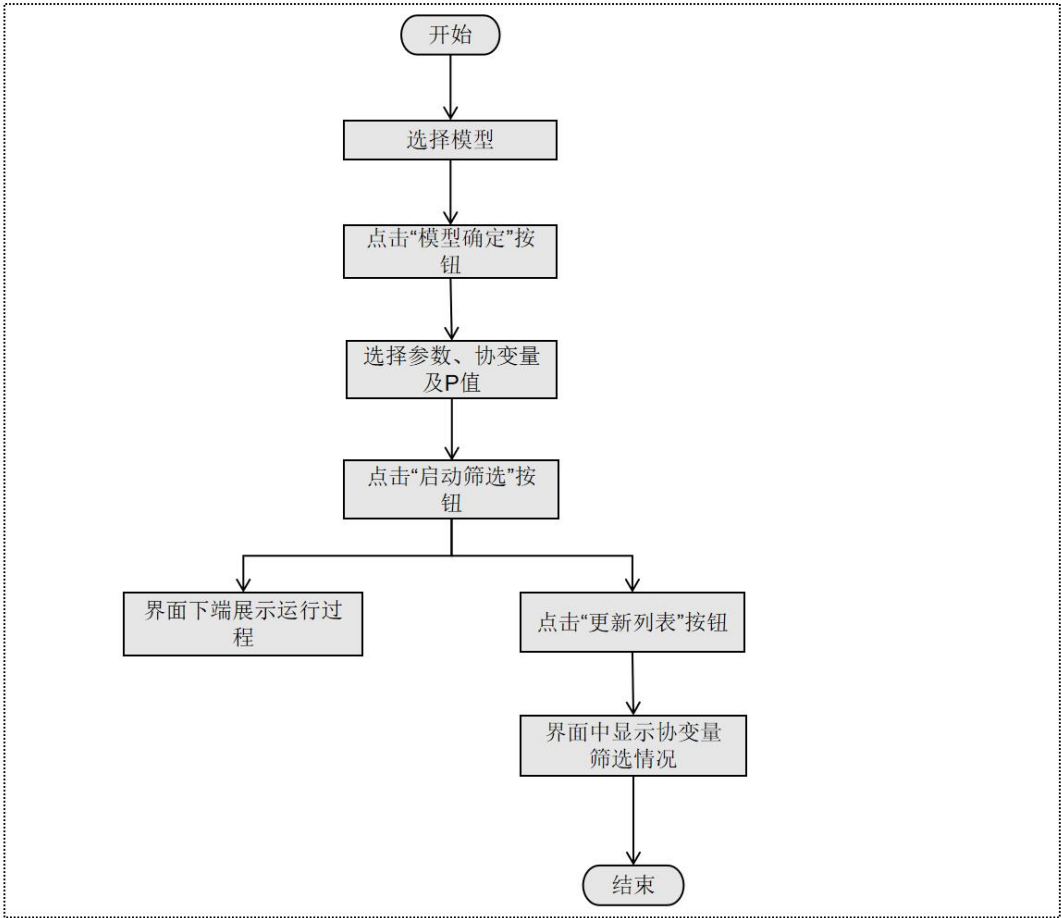 开始
选择模型
点击“模型确定”按
钮
选择参数、协变量
及P值
点击“启动筛选”按
钮
界面下端展示运行过
程
点击“更新列表”按钮
界面中显示协变量
筛选情况
结束